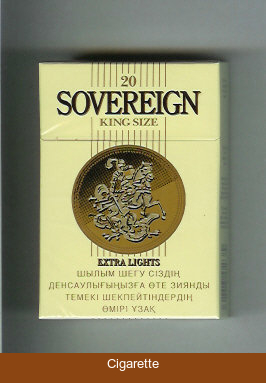 20
SOVEREIGN
KING SIZE
EXTRA LIGHTS
ШЫЛЫМ ШЕГУ СІЗДІҢ
ДЕНСАУЛЫҒЫҢЫЗҒА ӨТЕ ЗИЯНДЫ
ТЕМЕКІ ШЕКПЕЙТІНДЕРДІҢ
ӨМІРІ ҰЗАҚ
Cigarette